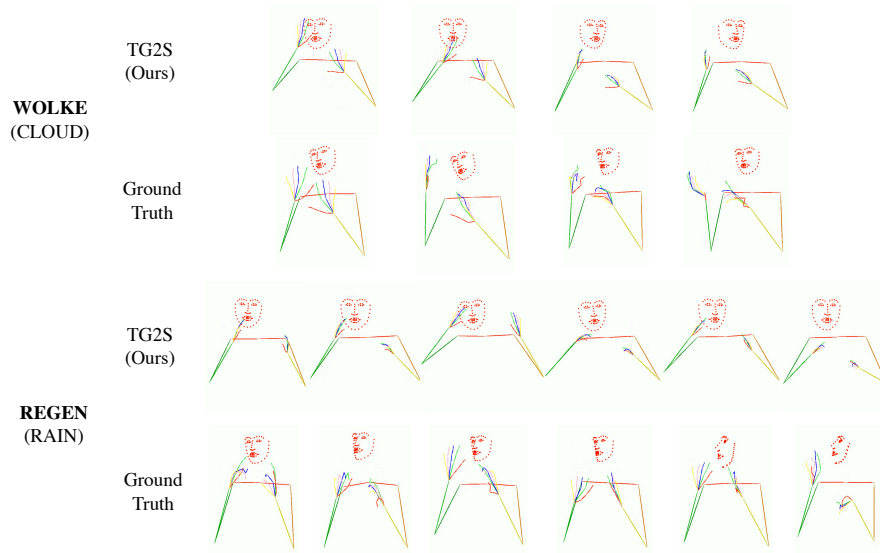 TG2S
(Ours)
WOLKE
(CLOUD)
Ground
Truth
TG2S
(Ours)
REGEN
(RAIN)
Ground
Truth